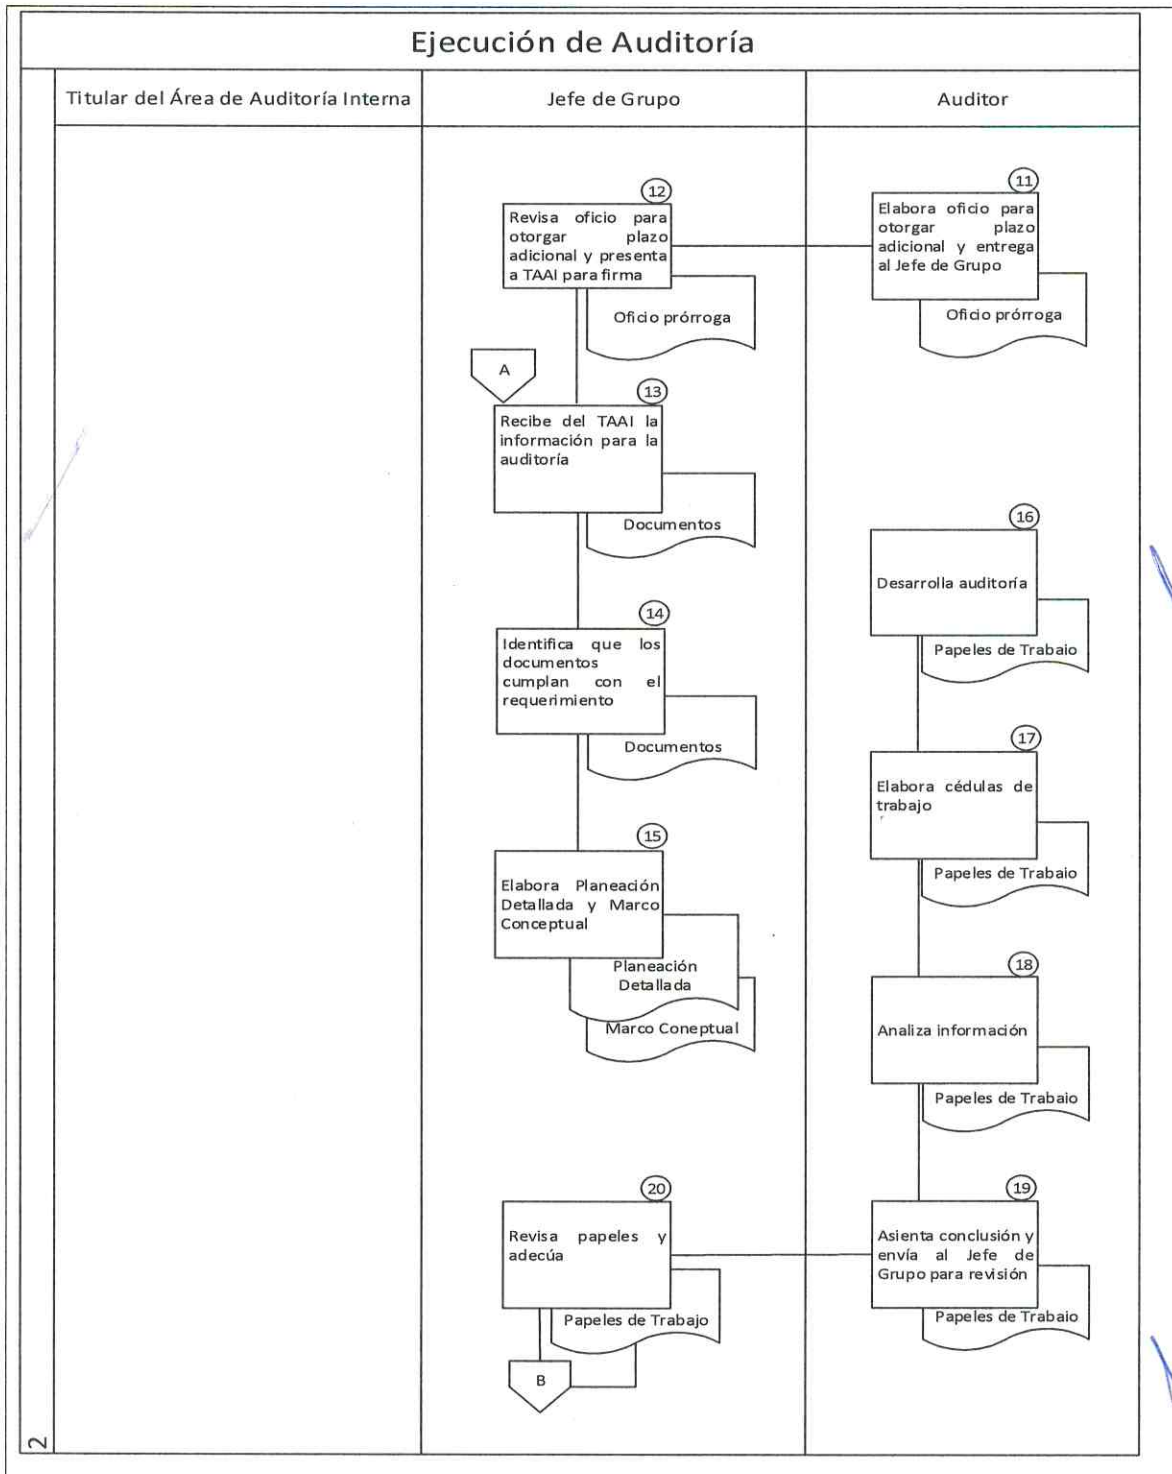 Ejecución de Auditoría
Titular del Área de Auditoría Interna
Jefe de Grupo
Auditor
11
Elabora oficio para
otorgar plazo
adicional y entrega
al Jefe de Grupo
Oficio prórroga
12
Revisa oficio para
otorgar plazo
adicional y presenta
a TAAI para firma
Oficio prórroga
A
13
Recibe del TAAI la
información para la
auditoría
Documentos
14
Identifica que los
documentos
cumplan con el
requerimiento
Documentos
15
Elabora Planeación
Detallada y Marco
Conceptual
Planeación
Detallada
Marco Coneptual
16
Desarrolla auditoría
Papeles de Trabaio
17
Elabora cédulas de
trabajo
Papeles de Trabaio
18
Analiza información
Papeles de Trabaio
19
Asienta conclusión y
envía al Jefe de
Grupo para revisión
Papeles de Trabaio
20
Revisa papeles y
adecúa
Papeles de Trabajo
B
2